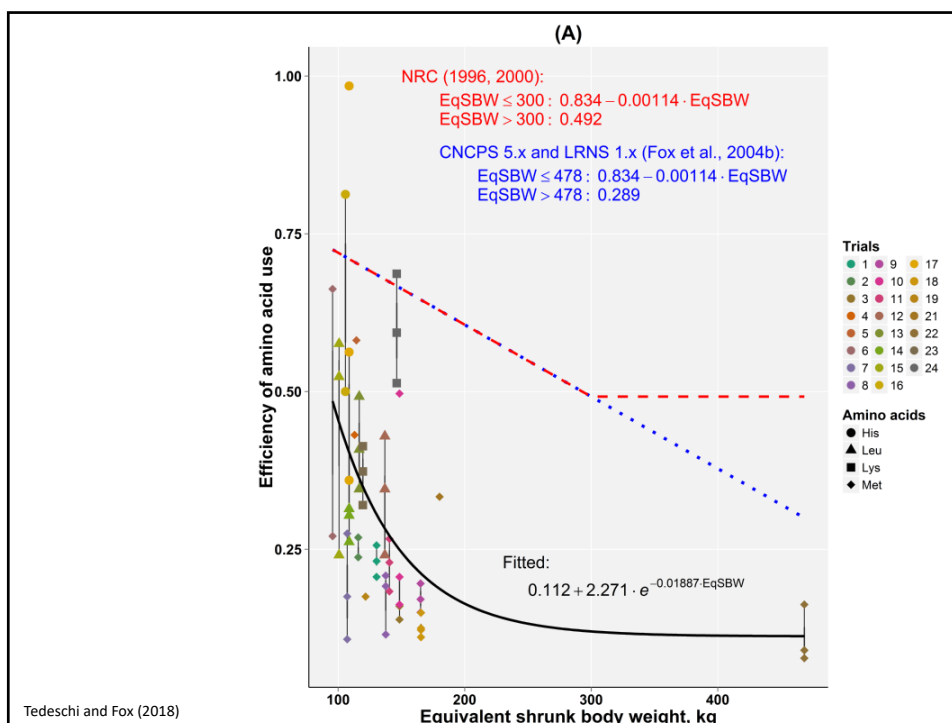 (A)
1.00
0.75
0.50
0.25
Efficiency of amino acid use
NRC (1996, 2000):
EqSBW ≤ 300 : 0.834 − 0.00114 · EqSBW
EqSBW > 300 : 0.492
CNCPS 5.x and LRNS 1.x (Fox et al., 2004b):
EqSBW ≤ 478 : 0.834 − 0.00114 · EqSBW
EqSBW > 478 : 0.289
Fitted:
0.112 + 2.271 · e^−0.01887·EqSBW
100 200 300 400
Equivalent shrunk body weight, kg
Trials
1 9 17
2 10 18
3 11 19
4 12 21
5 13 22
6 14 23
7 15 24
8 16
Amino acids
His
Leu
Lys
Met
Tedeschi and Fox (2018)